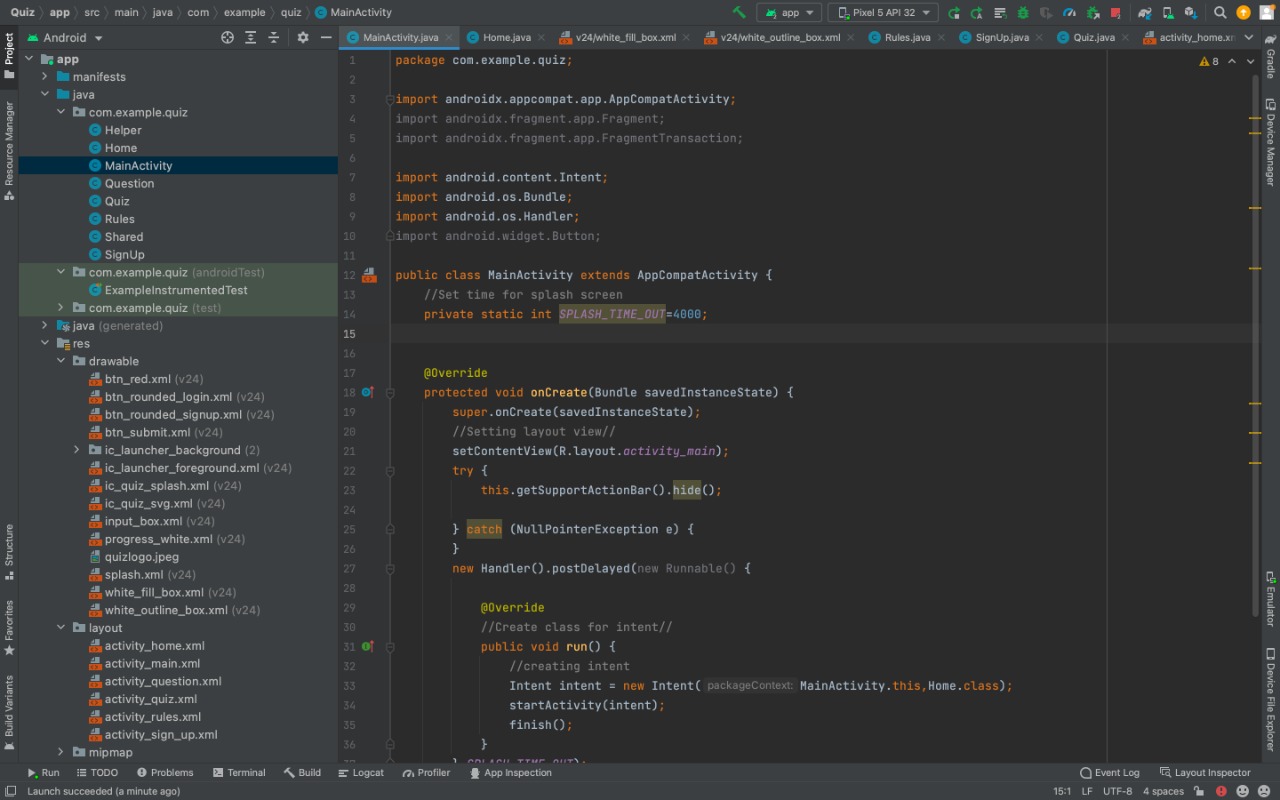 Quiz app src main java com example quiz MainActivity
app Pixel 5 API 32
Android
MainActivity.java Home.java v24/white_fill_box.xml v24/white_outline_box.xml Rules.java SignUp.java Quiz.java activity_home.x
Project
Resource Manager
Structure
Favorites
Build Variants
app
manifests
java
com.example.quiz
Helper
Home
MainActivity
Question
Quiz
Rules
Shared
SignUp
com.example.quiz (androidTest)
ExampleInstrumentedTest
com.example.quiz (test)
java (generated)
res
drawable
btn_red.xml (v24)
btn_rounded_login.xml (v24)
btn_rounded_signup.xml (v24)
btn_submit.xml (v24)
ic_launcher_background (2)
ic_launcher_foreground.xml (v24)
ic_quiz_splash.xml (v24)
ic_quiz_svg.xml (v24)
input_box.xml (v24)
progress_white.xml (v24)
quizlogo.jpeg
splash.xml (v24)
white_fill_box.xml (v24)
white_outline_box.xml (v24)
layout
activity_home.xml
activity_main.xml
activity_question.xml
activity_quiz.xml
activity_rules.xml
activity_sign_up.xml
mipmap
1 package com.example.quiz;
2
3 import androidx.appcompat.app.AppCompatActivity;
4 import androidx.fragment.app.Fragment;
5 import androidx.fragment.app.FragmentTransaction;
6
7 import android.content.Intent;
8 import android.os.Bundle;
9 import android.os.Handler;
10 import android.widget.Button;
11
12 public class MainActivity extends AppCompatActivity {
13 //Set time for splash screen
14 private static int SPLASH_TIME_OUT=4000;
15
16
17 @Override
18 protected void onCreate(Bundle savedInstanceState) {
19 super.onCreate(savedInstanceState);
20 //Setting layout view//
21 setContentView(R.layout.activity_main);
22 try {
23 this.getSupportActionBar().hide();
24
25 } catch (NullPointerException e) {
26 }
27 new Handler().postDelayed(new Runnable() {
28
29 @Override
30 //Create class for intent//
31 public void run() {
32 //creating intent
33 Intent intent = new Intent( packageContext: MainActivity.this,Home.class);
34 startActivity(intent);
35 finish();
36 }
37 }, SPLASH_TIME_OUT);
8
Gradle
Device Manager
Emulator
Device File Explorer
Run TODO Problems Terminal Build Logcat Profiler App Inspection Event Log Layout Inspector
Launch succeeded (a minute ago) 15:1 LF UTF-8 4 spaces